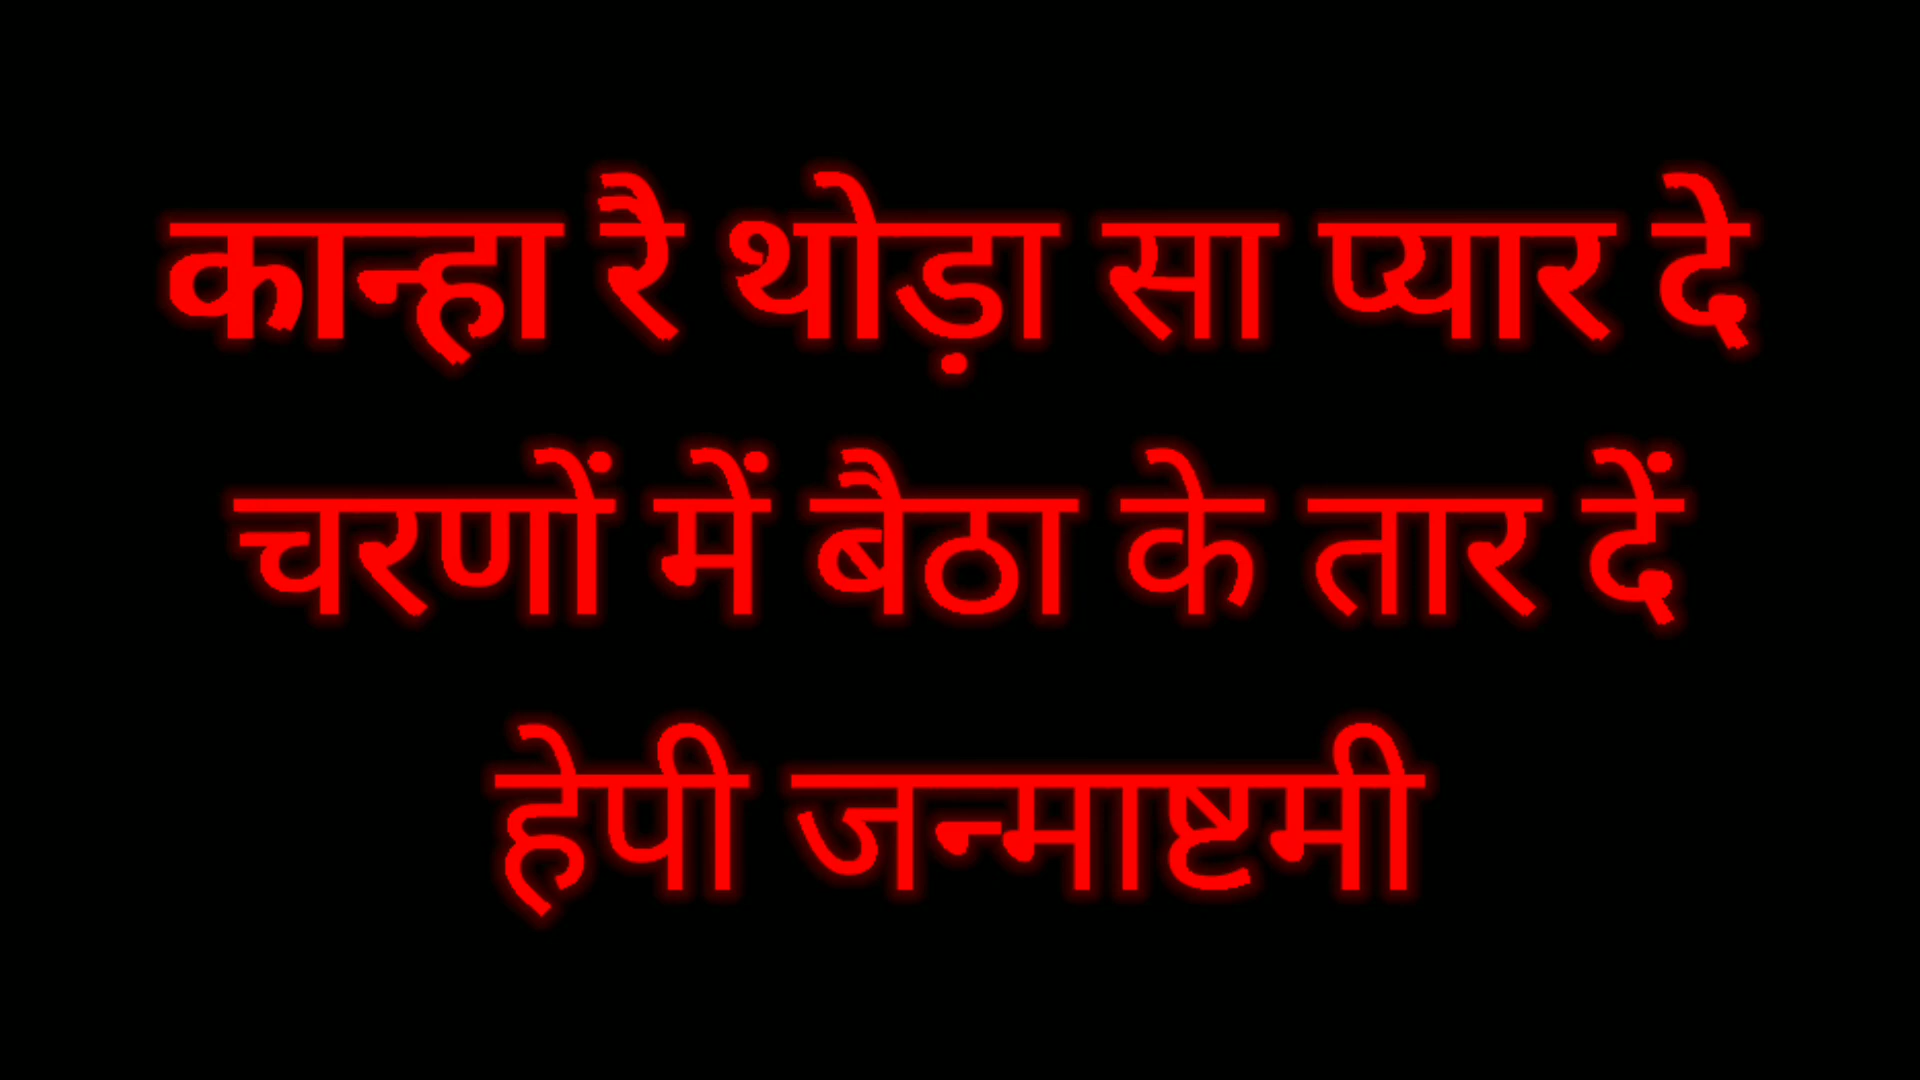 कान्हा रै थोड़ा सा प्यार दे
चरणों में बैठा के तार दें
हेपी जन्माष्टमी